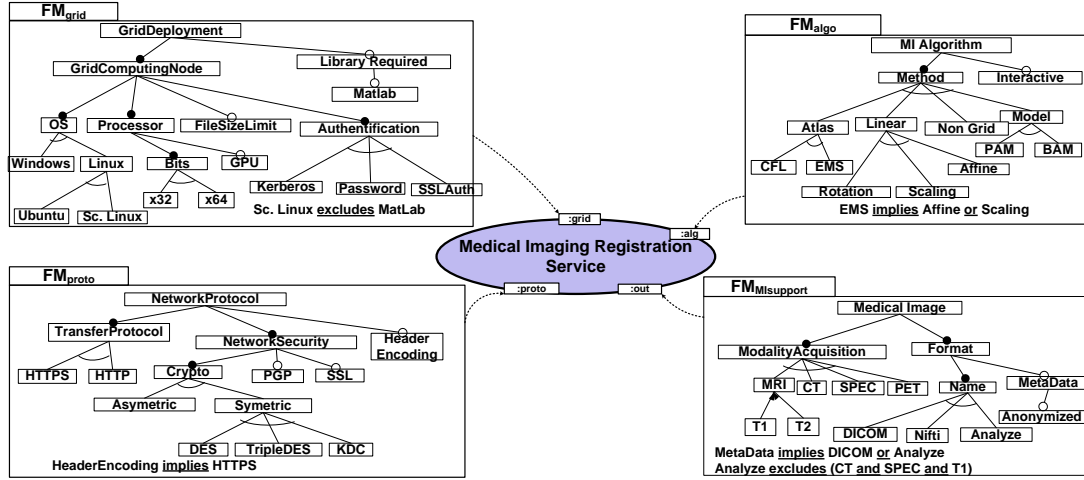 FMgrid
GridDeployment
GridComputingNode
Library Required
Matlab
OS
Processor
FileSizeLimit
Authentification
Windows
Linux
Bits
GPU
Kerberos
Password
SSLAuth
x32
x64
Ubuntu
Sc. Linux
Sc. Linux excludes MatLab
FMalgo
MI Algorithm
Method
Interactive
Atlas
Linear
Non Grid
Model
CFL
EMS
Affine
PAM
BAM
Rotation
Scaling
EMS implies Affine or Scaling
:grid
:alg
Medical Imaging Registration
Service
:proto
:out
FMproto
NetworkProtocol
TransferProtocol
NetworkSecurity
Header
Encoding
HTTPS
HTTP
Crypto
PGP
SSL
Asymetric
Symetric
DES
TripleDES
KDC
HeaderEncoding implies HTTPS
FMMIsupport
Medical Image
ModalityAcquisition
Format
MRI
CT
SPEC
PET
Name
MetaData
T1
T2
Anonymized
DICOM
Nifti
Analyze
MetaData implies DICOM or Analyze
Analyze excludes (CT and SPEC and T1)